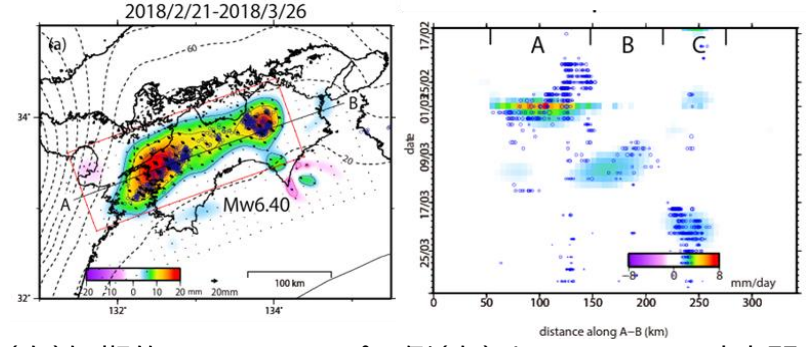 2018/2/21-2018/3/26
(a)
60
20
34°
32°
132°
134°
A
B
Mw6.40
20 10 0 10 20 mm
20mm
100 km
A
B
C
date
17/02
25/02
01/03
09/03
17/03
25/03
0 50 100 150 200 250 300
-8 0 8
mm/day
distance along A-B (km)